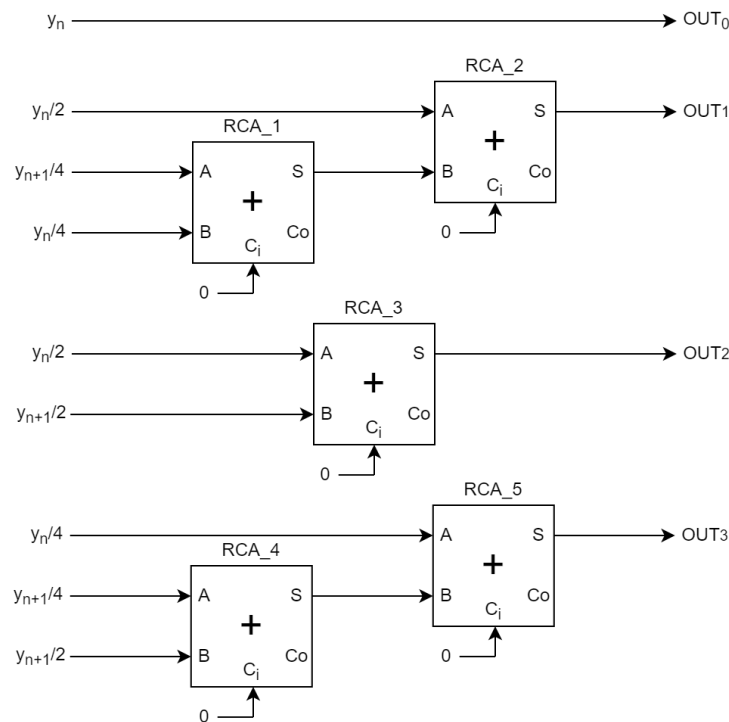 yₙ OUT₀
RCA_2
yₙ/2 A S OUT1
RCA_1 +
yₙ₊₁/4 A S B Co
+ Cᵢ
yₙ/4 B Co 0
Cᵢ
0
RCA_3
yₙ/2 A S OUT2
+
yₙ₊₁/2 B Co
Cᵢ
0
RCA_5
yₙ/4 A S OUT3
RCA_4 +
yₙ₊₁/4 A S B Co
+ Cᵢ
yₙ₊₁/2 B Co 0
Cᵢ
0